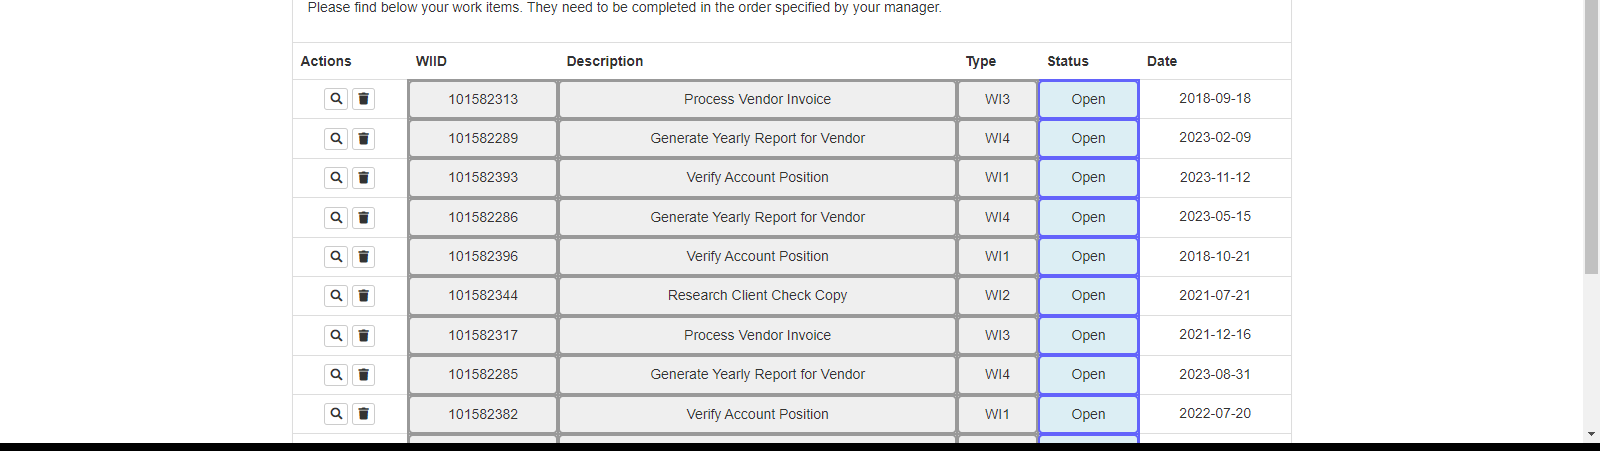 Please find below your work items. They need to be completed in the order specified by your manager.
Actions WIID Description Type Status Date
101582313 Process Vendor Invoice WI3 Open 2018-09-18
101582289 Generate Yearly Report for Vendor WI4 Open 2023-02-09
101582393 Verify Account Position WI1 Open 2023-11-12
101582286 Generate Yearly Report for Vendor WI4 Open 2023-05-15
101582396 Verify Account Position WI1 Open 2018-10-21
101582344 Research Client Check Copy WI2 Open 2021-07-21
101582317 Process Vendor Invoice WI3 Open 2021-12-16
101582285 Generate Yearly Report for Vendor WI4 Open 2023-08-31
101582382 Verify Account Position WI1 Open 2022-07-20